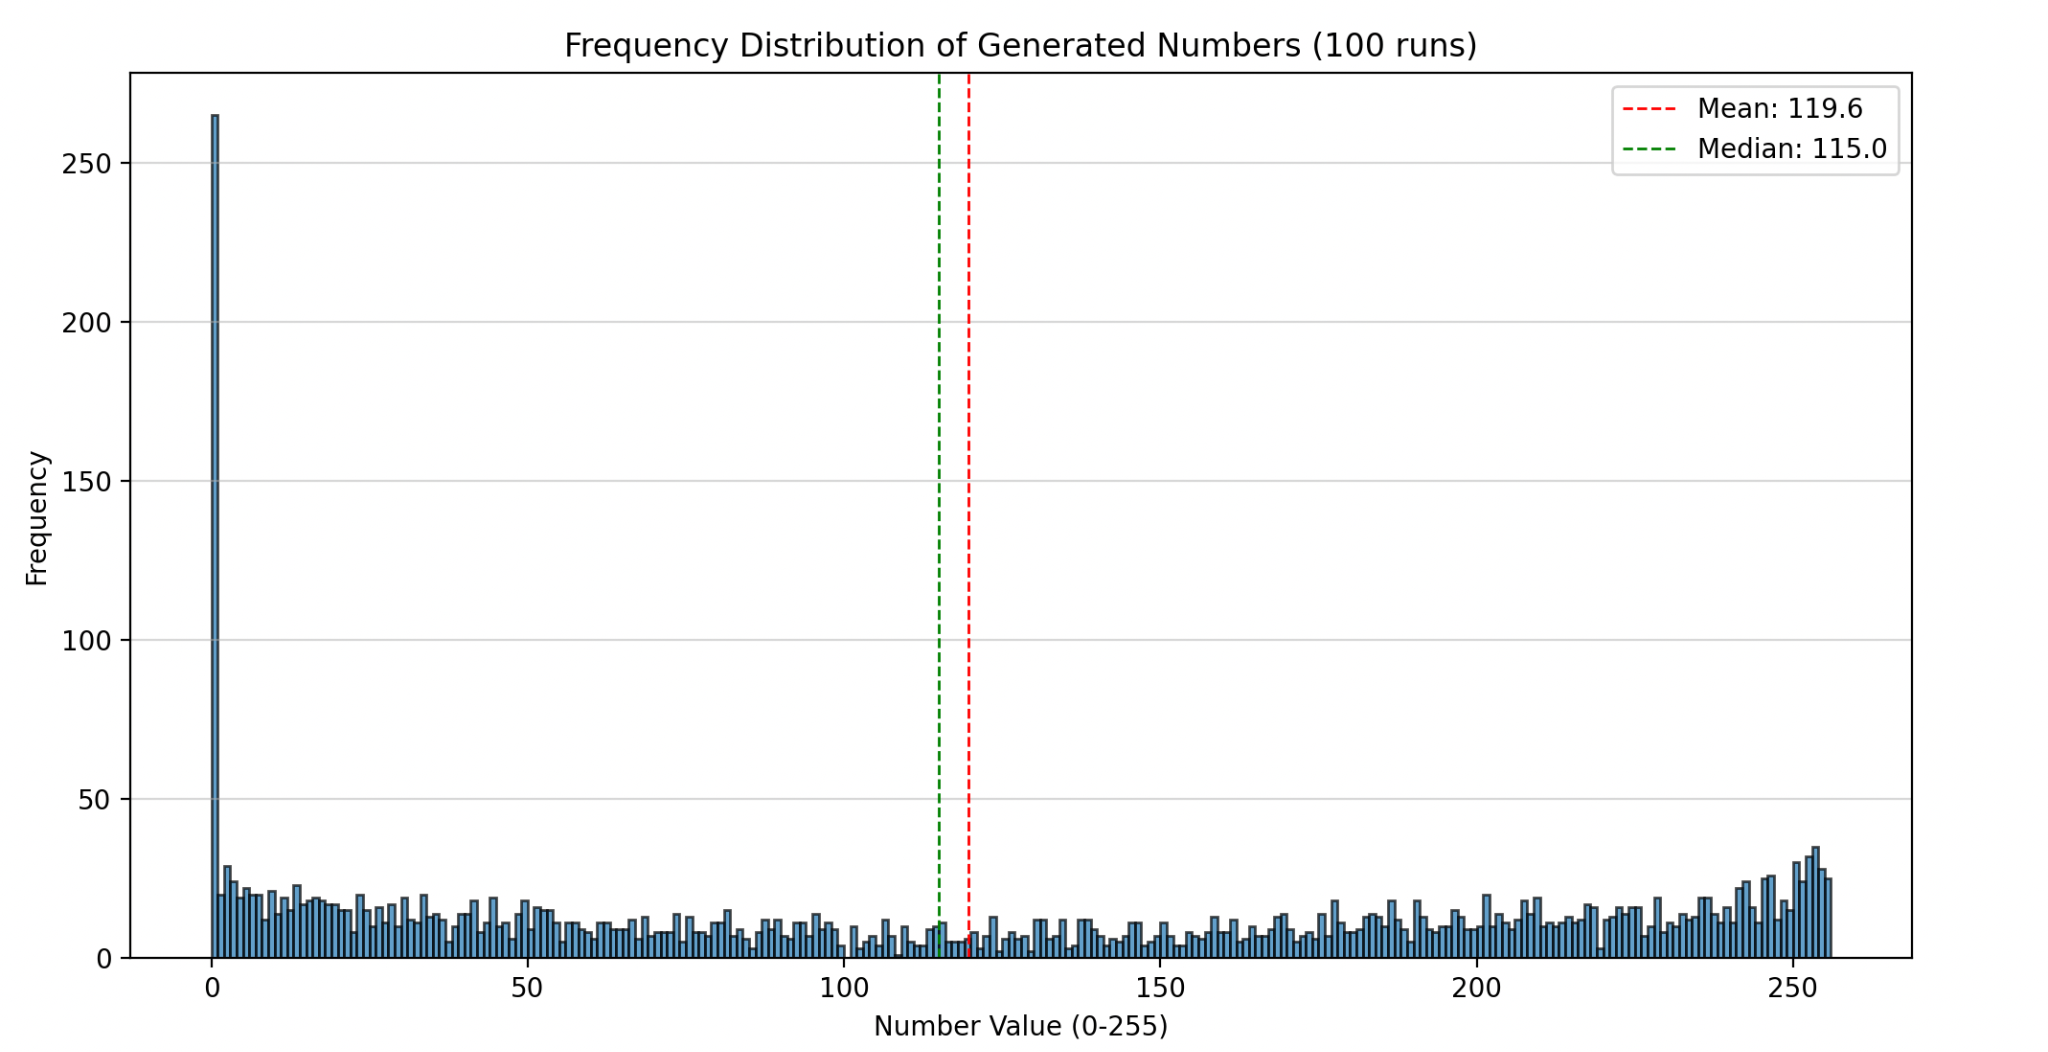 Frequency Distribution of Generated Numbers (100 runs)
Mean: 119.6
Median: 115.0
250
200
150
100
50
0
Frequency
0 50 100 150 200 250
Number Value (0-255)